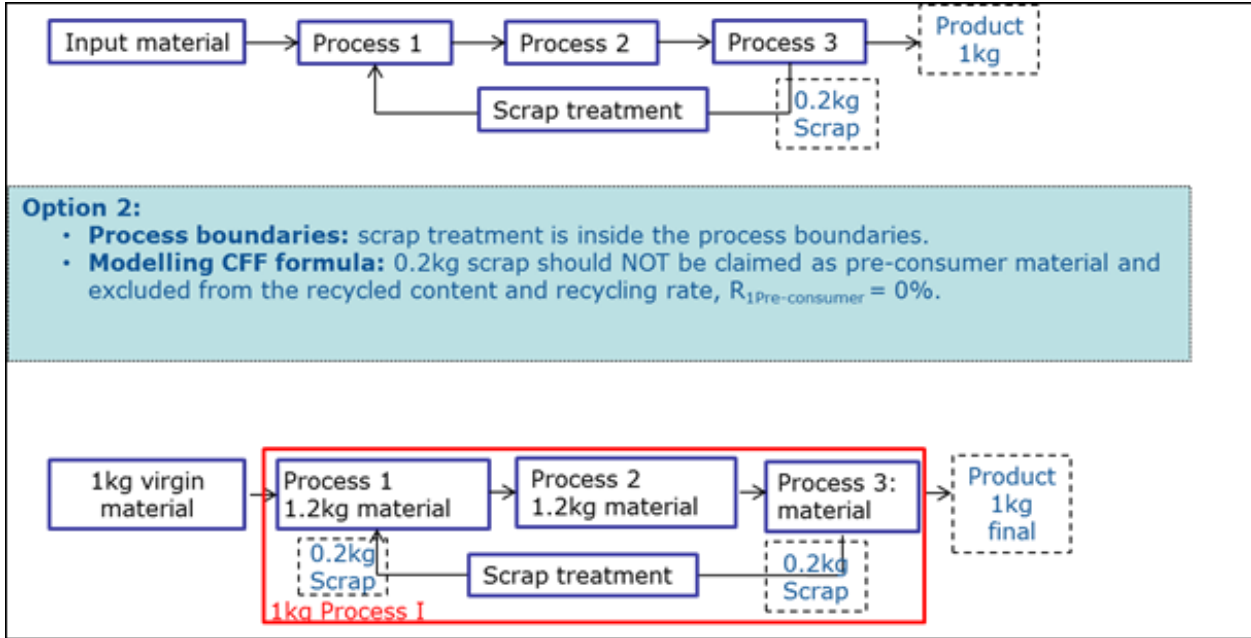 Input material
Process 1
Process 2
Process 3
Product
1kg
Scrap treatment
0.2kg
Scrap
Option 2:
• Process boundaries: scrap treatment is inside the process boundaries.
• Modelling CFF formula: 0.2kg scrap should NOT be claimed as pre-consumer material and
excluded from the recycled content and recycling rate, R1Pre-consumer = 0%.
1kg virgin
material
Process 1
1.2kg material
Process 2
1.2kg material
Process 3:
material
Product
1kg
final
0.2kg
Scrap
Scrap treatment
0.2kg
Scrap
1kg Process I